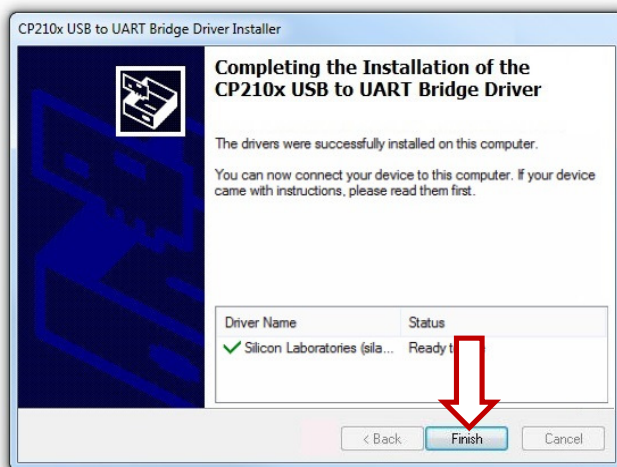 CP210x USB to UART Bridge Driver Installer
Completing the Installation of the
CP210x USB to UART Bridge Driver
The drivers were successfully installed on this computer.
You can now connect your device to this computer. If your device
came with instructions, please read them first.
Driver Name Status
Silicon Laboratories (sila... Ready
< Back Finish Cancel